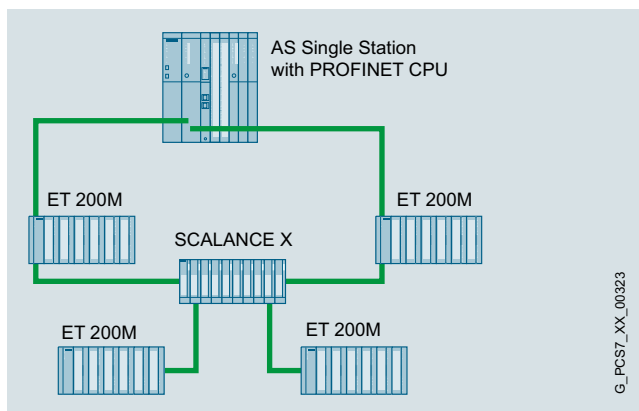 AS Single Station
with PROFINET CPU
ET 200M
ET 200M
SCALANCE X
ET 200M
ET 200M
G_PCS7_XX_00323